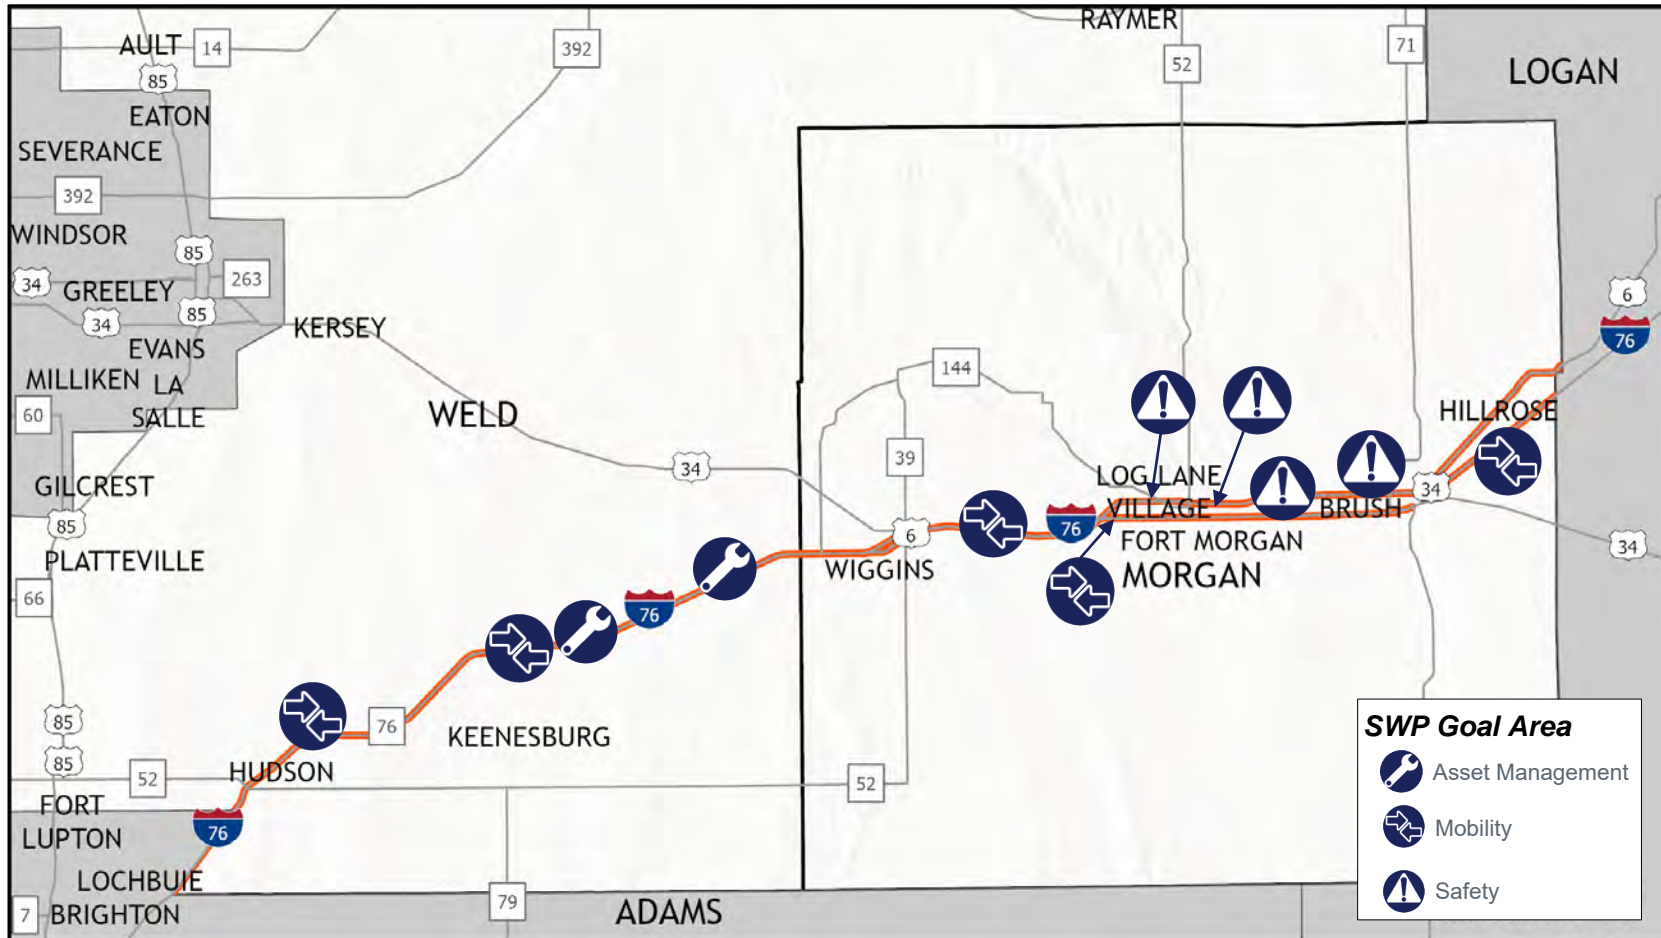 RAYMER
AULT
14
392
52
71
LOGAN
85
EATON
SEVERANCE
392
WINDSOR
85
34
GREELEY
263
6
76
85
34
KERSEY
EVANS
MILLIKEN
LA
SALLE
60
WELD
144
HILLROSE
34
39
LOG LANE
VILLAGE
34
GILCREST
85
76
BRUSH
6
FORT MORGAN
34
PLATTEVILLE
WIGGINS
MORGAN
66
76
85
76
KEENESBURG
85
52
HUDSON
52
FORT
LUPTON
76
LOCHBUIE
7
BRIGHTON
79
ADAMS
SWP Goal Area
Asset Management
Mobility
Safety